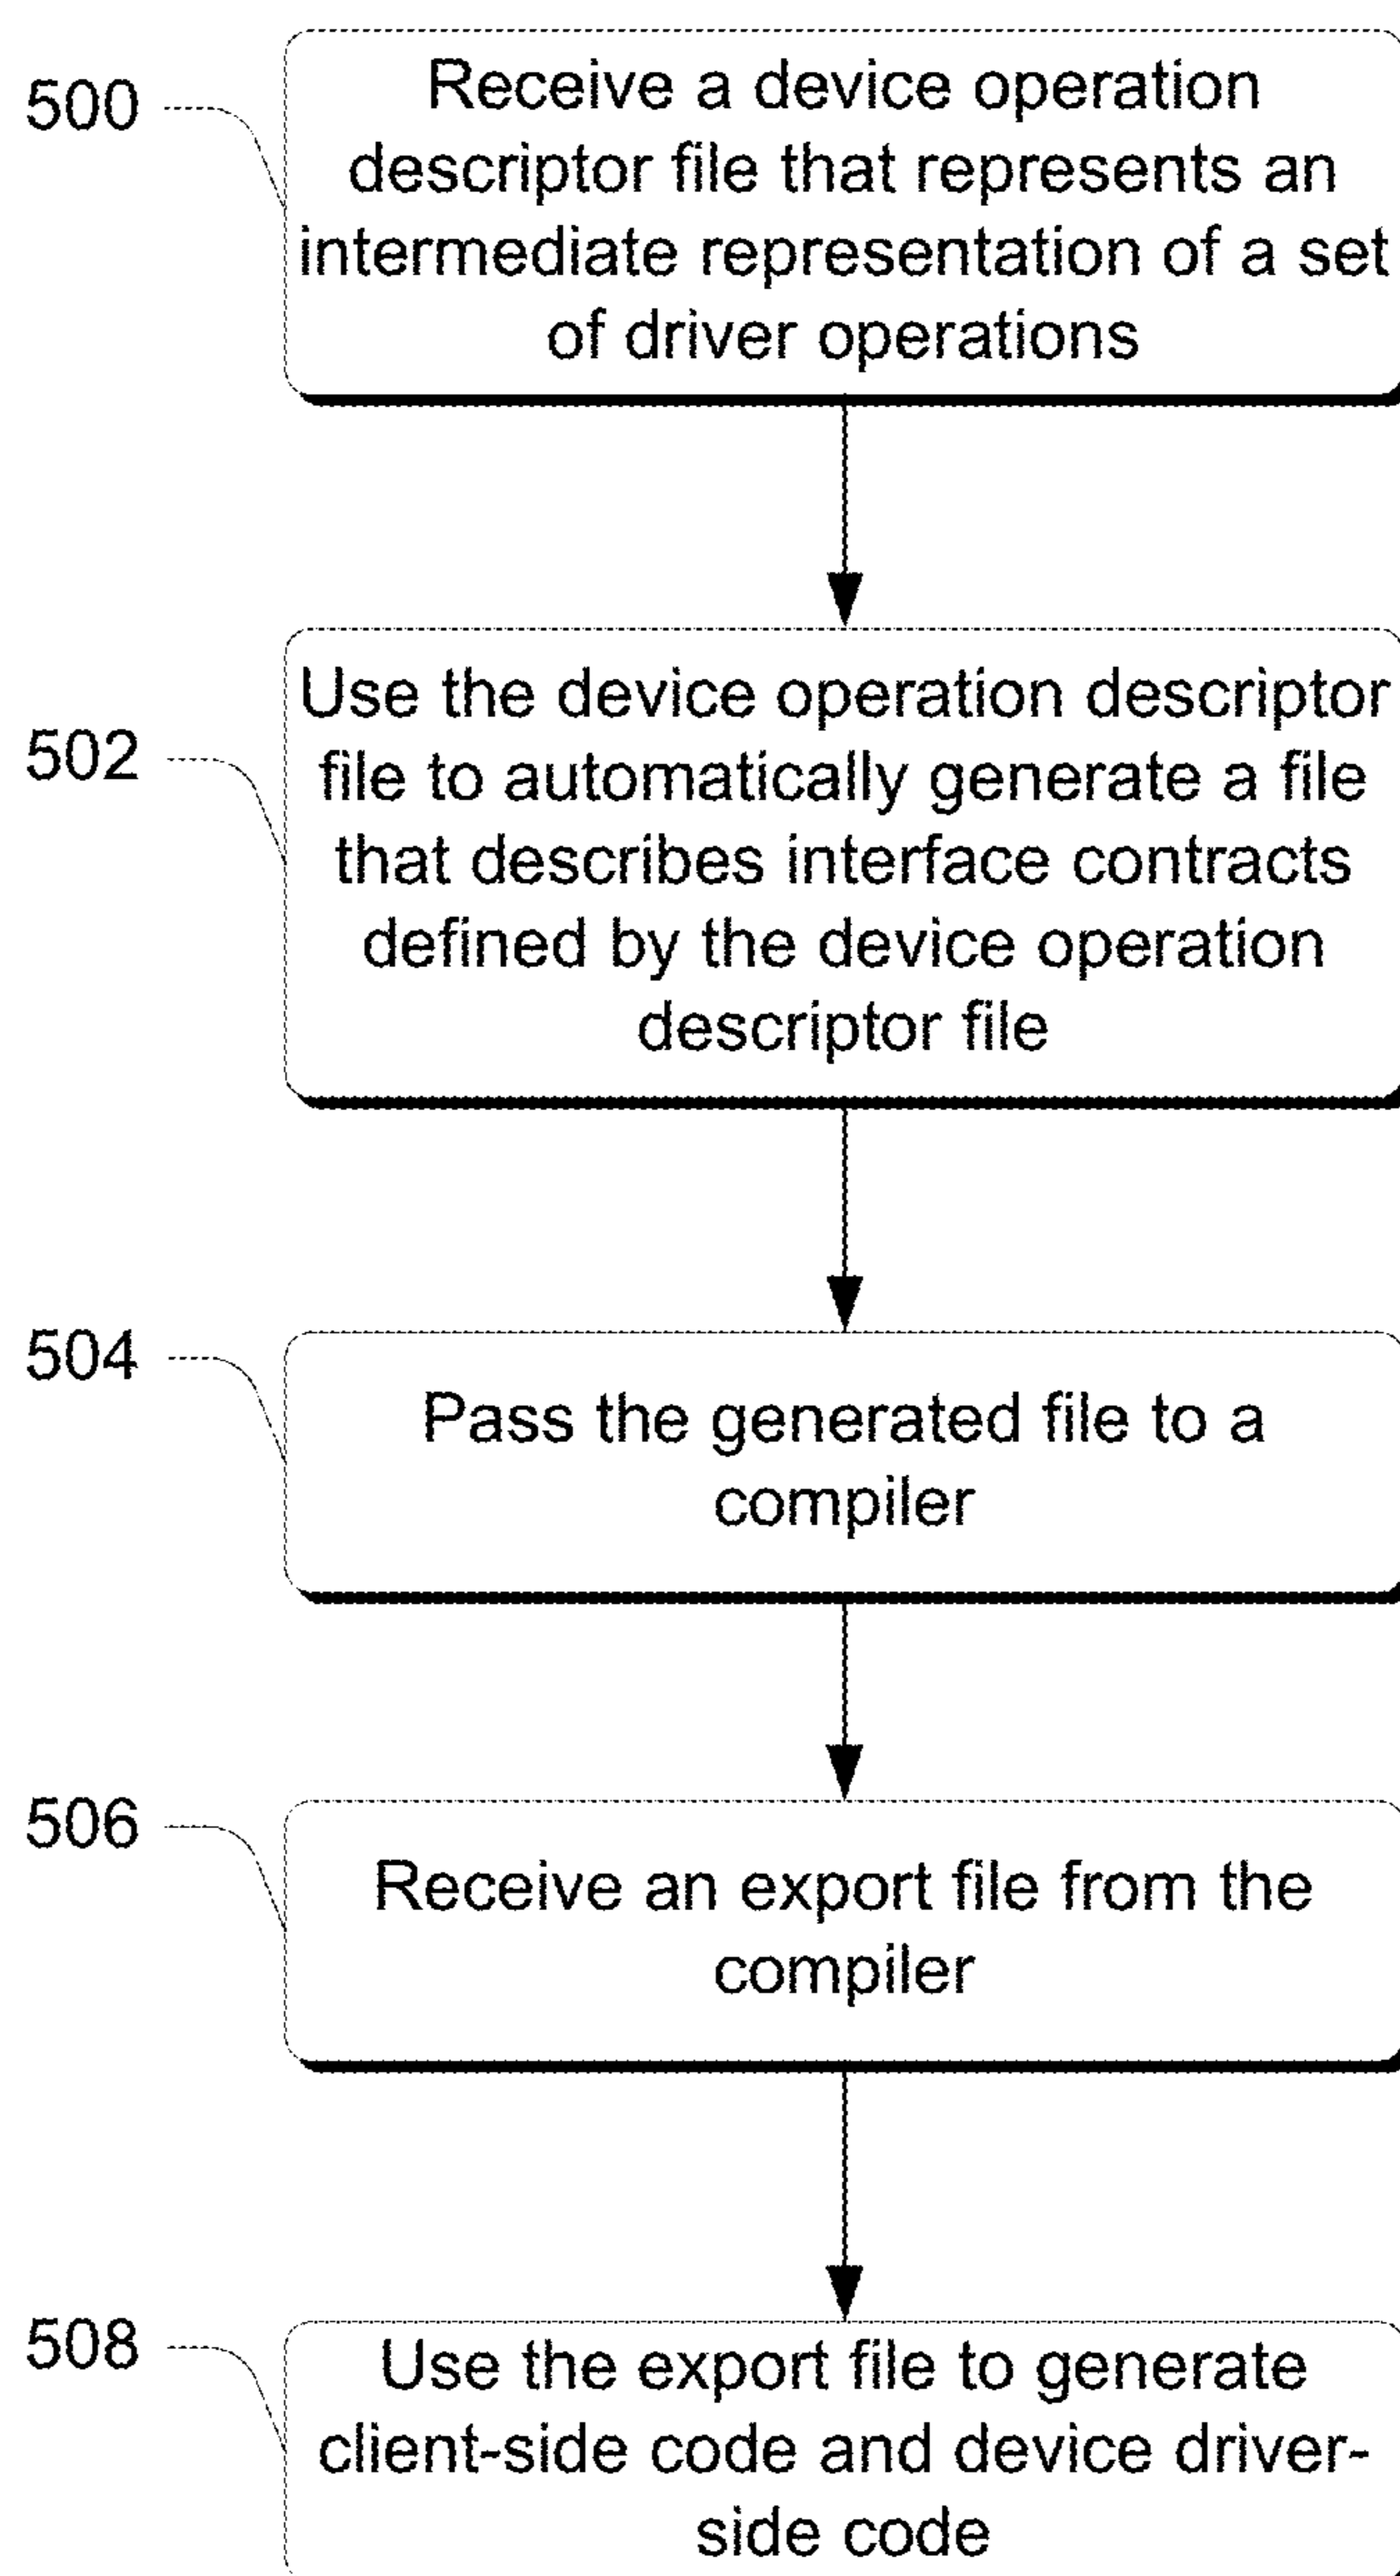 500
Receive a device operation
descriptor file that represents an
intermediate representation of a set
of driver operations
502
Use the device operation descriptor
file to automatically generate a file
that describes interface contracts
defined by the device operation
descriptor file
504
Pass the generated file to a
compiler
506
Receive an export file from the
compiler
508
Use the export file to generate
client-side code and device driver-
side code